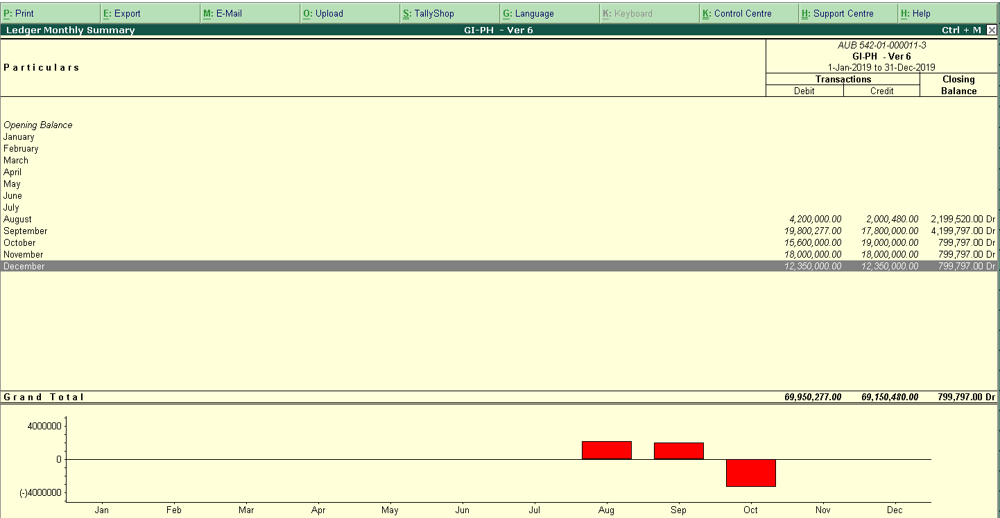 P: Print E: Export M: E-Mail O: Upload S: TallyShop G: Language K: Keyboard K: Control Centre H: Support Centre H: Help
Ledger Monthly Summary GI-PH - Ver 6 Ctrl + M
AUB 542-01-000011-3
GI-PH - Ver 6
Particulars
1-Jan-2019 to 31-Dec-2019
Transactions Closing
Debit Credit Balance
Opening Balance
January
February
March
April
May
June
July
August 4,200,000.00 2,000,480.00 2,199,520.00 Dr
September 19,800,277.00 17,800,000.00 4,199,797.00 Dr
October 15,600,000.00 19,000,000.00 799,797.00 Dr
November 18,000,000.00 18,000,000.00 799,797.00 Dr
December 12,350,000.00 12,350,000.00 799,797.00 Dr
Grand Total 69,950,277.00 69,150,480.00 799,797.00 Dr
4000000
0
(-)4000000
Jan Feb Mar Apr May Jun Jul Aug Sep Oct Nov Dec